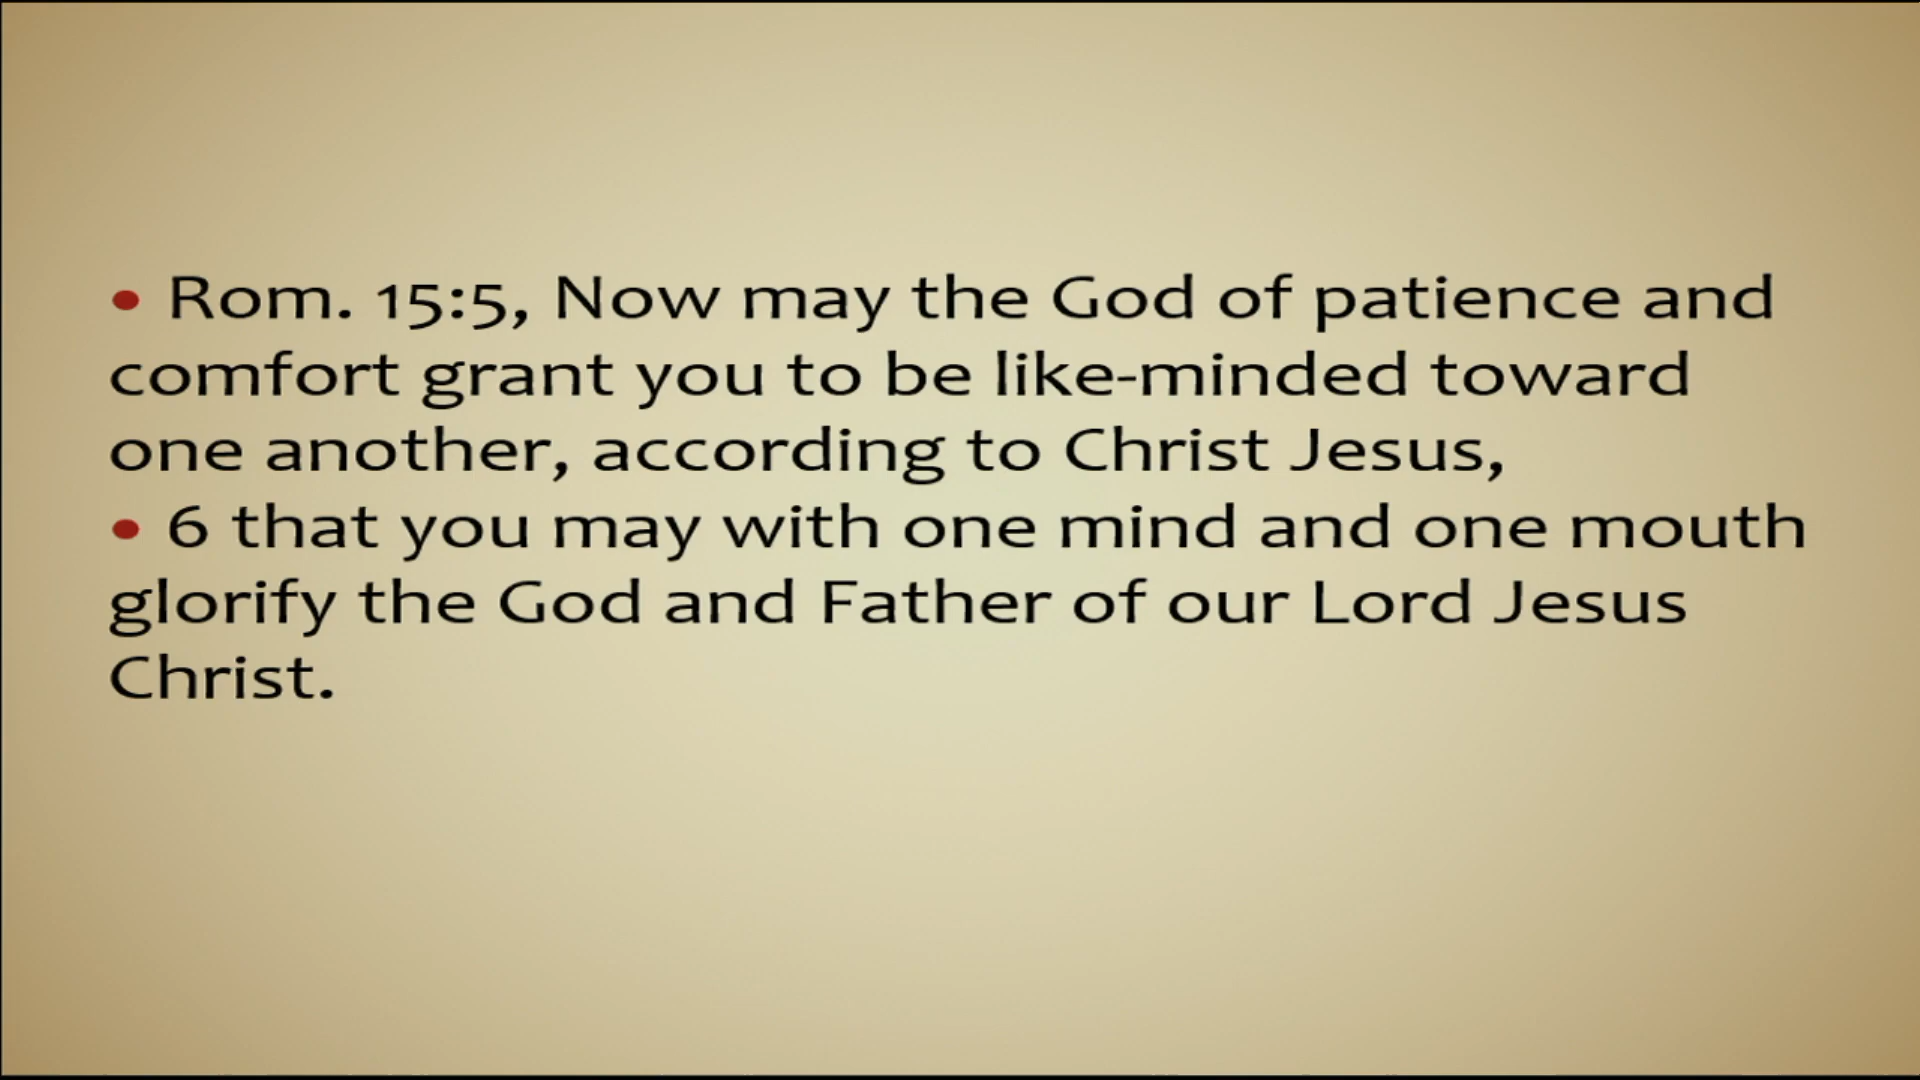 • Rom. 15:5, Now may the God of patience and
comfort grant you to be like-minded toward
one another, according to Christ Jesus,
• 6 that you may with one mind and one mouth
glorify the God and Father of our Lord Jesus
Christ.